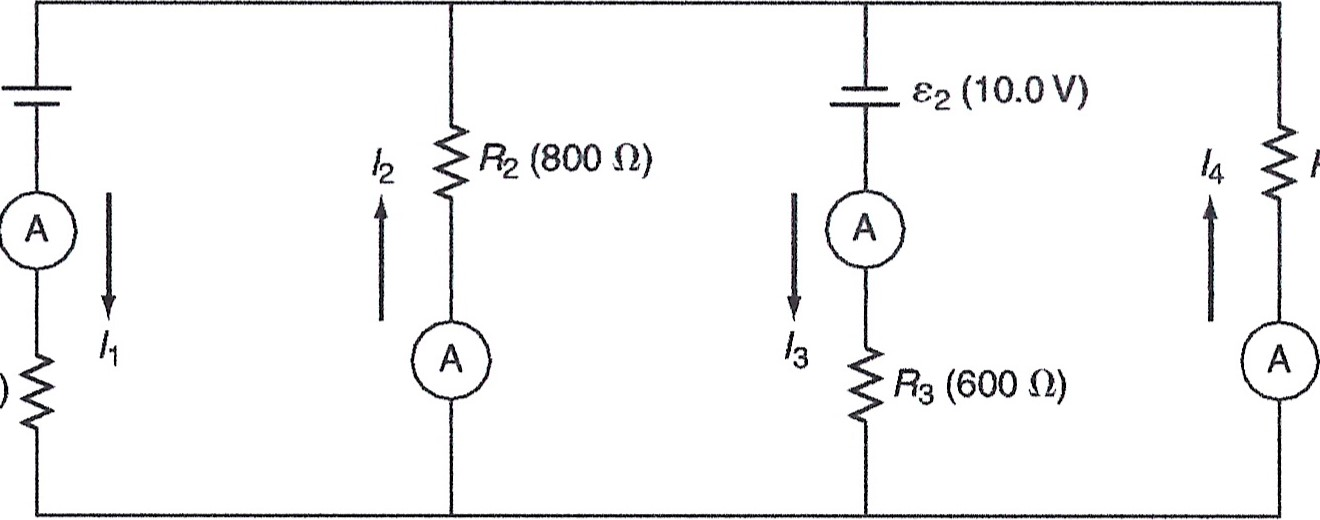 ε₂ (10.0 V)
I₂
R₂ (800 Ω)
I₄
A
A
I₁
I₃
A
A
)
R₃ (600 Ω)